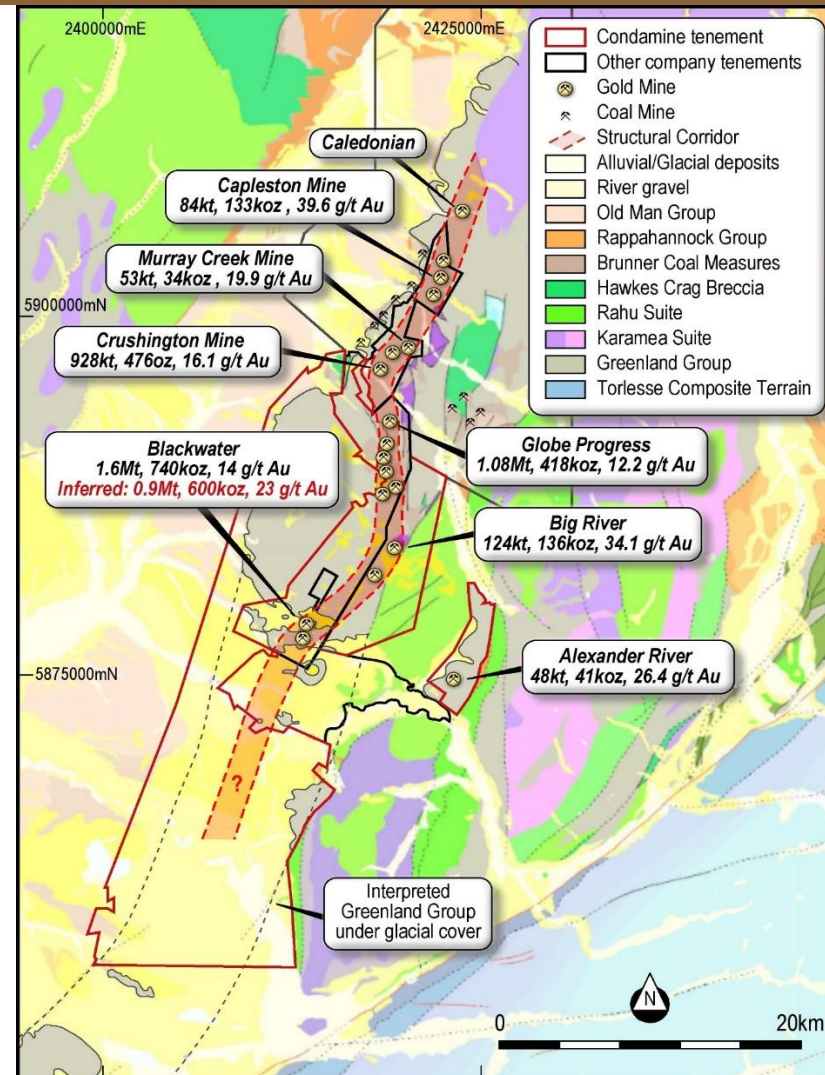 2400000mE
2425000mE
Condamine tenement
Other company tenements
Gold Mine
Coal Mine
Structural Corridor
Alluvial/Glacial deposits
River gravel
Old Man Group
Rappahannock Group
Brunner Coal Measures
Hawkes Crag Breccia
Rahu Suite
Karamea Suite
Greenland Group
Torlesse Composite Terrain
Caledonian
Capleston Mine
84kt, 133koz , 39.6 g/t Au
Murray Creek Mine
53kt, 34koz , 19.9 g/t Au
5900000mN
Crushington Mine
928kt, 476oz, 16.1 g/t Au
Blackwater
1.6Mt, 740koz, 14 g/t Au
Inferred: 0.9Mt, 600koz, 23 g/t Au
Globe Progress
1.08Mt, 418koz, 12.2 g/t Au
Big River
124kt, 136koz, 34.1 g/t Au
5875000mN
Alexander River
48kt, 41koz, 26.4 g/t Au
?
Interpreted
Greenland Group
under glacial cover
N
0
20km